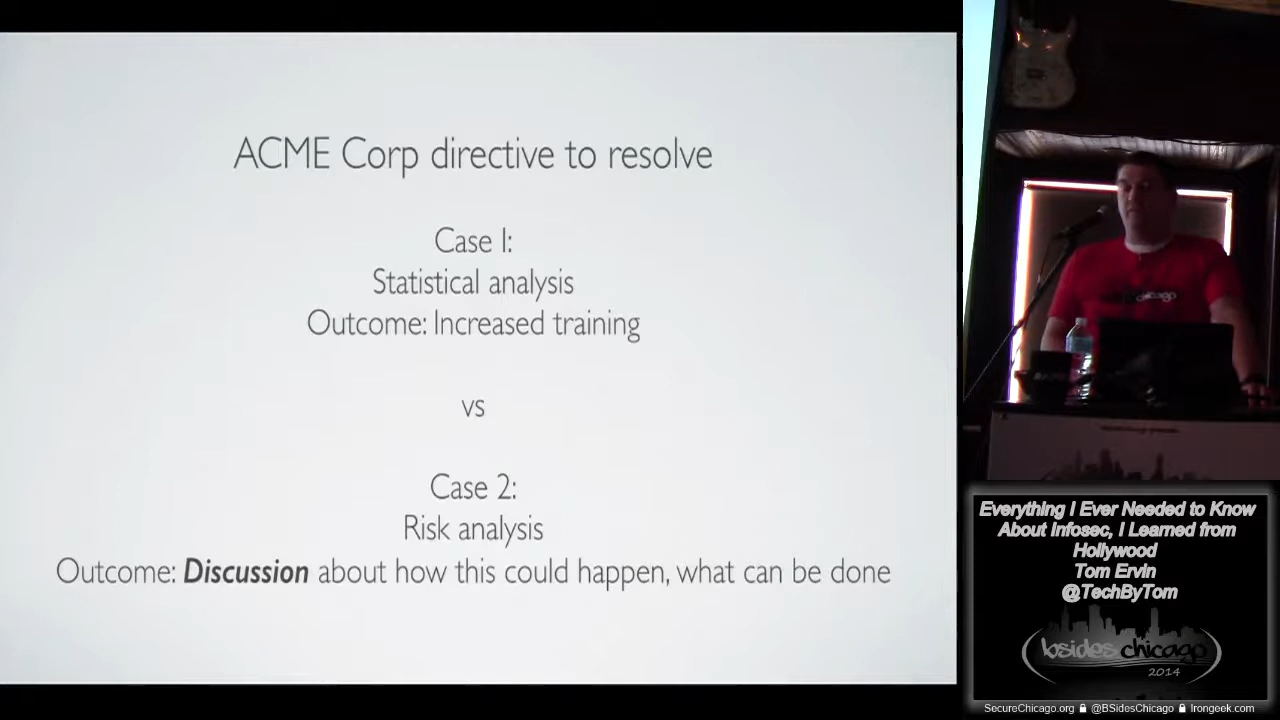 ACME Corp directive to resolve
Case 1:
Statistical analysis
Outcome: Increased training
vs
Case 2:
Risk analysis
Outcome: Discussion about how this could happen, what can be done
chicago
Everything I Ever Needed to Know
About Infosec, I Learned from
Hollywood
Tom Ervin
@TechByTom
bsides chicago
2014
SecureChicago.org @BSidesChicago Irongeek.com